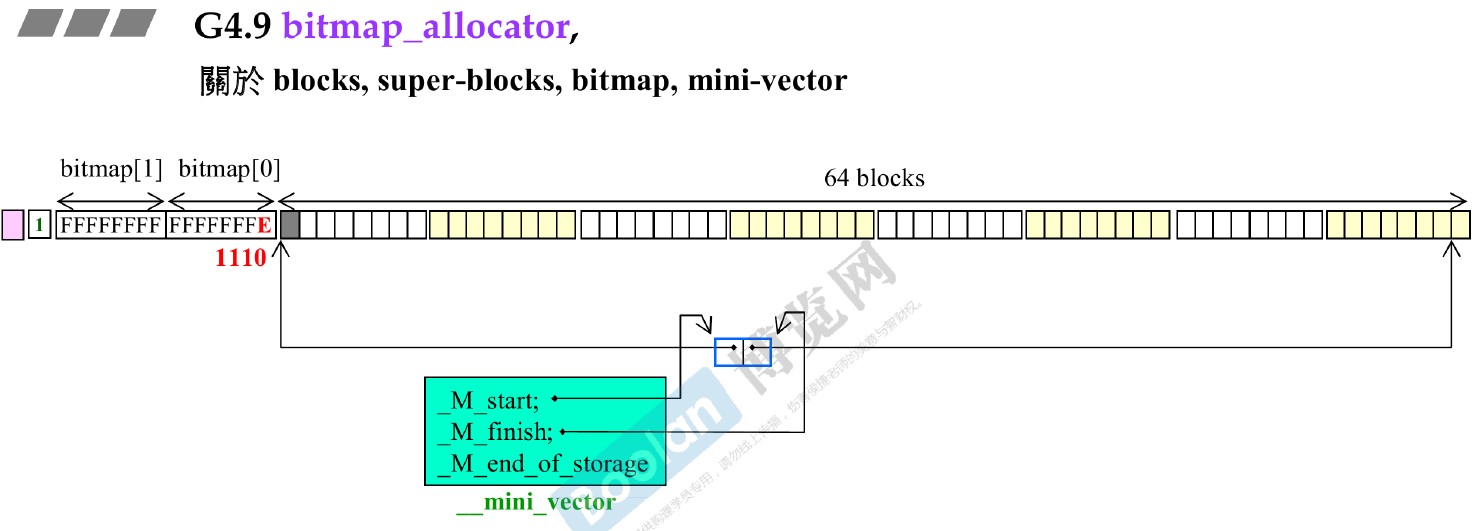 G4.9 bitmap_allocator,
關於 blocks, super-blocks, bitmap, mini-vector
bitmap[1] bitmap[0]
64 blocks
1 FFFFFFFF FFFFFFFE
1110
_M_start;
_M_finish;
_M_end_of_storage
__mini_vector
Boolan 博览网